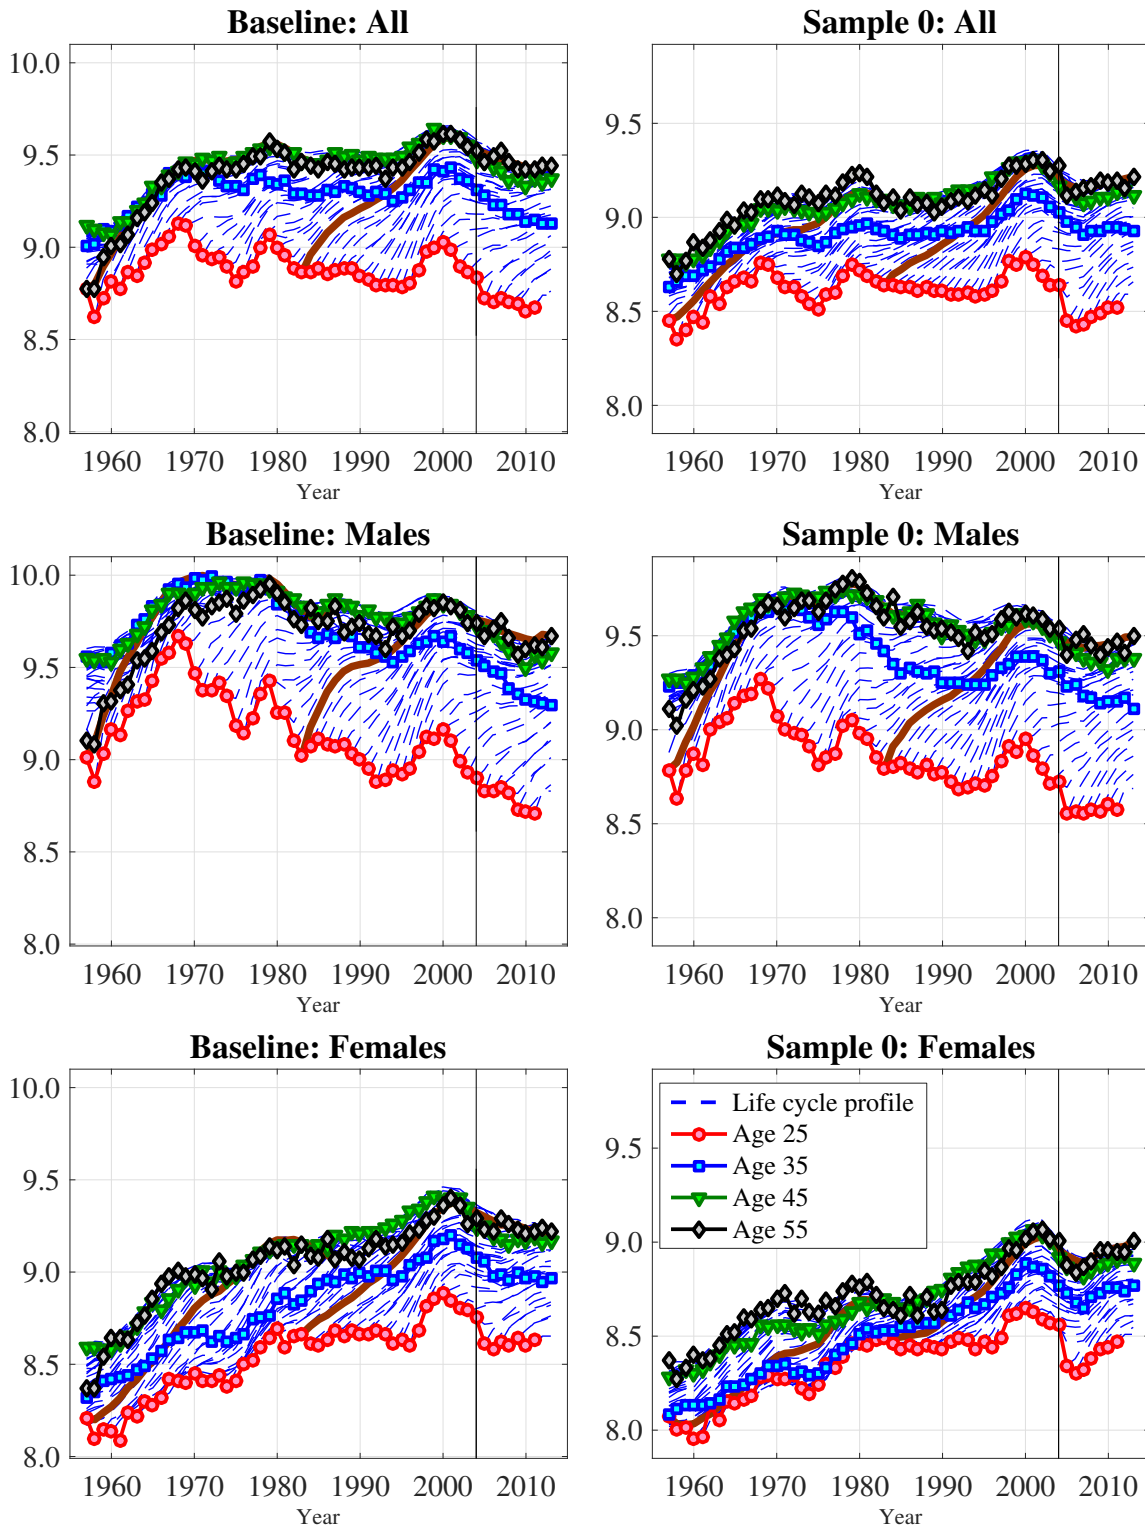 Baseline: All
10.0
9.5
9.0
8.5
8.0
1960 1970 1980 1990 2000 2010
Year
Sample 0: All
9.5
9.0
8.5
8.0
1960 1970 1980 1990 2000 2010
Year
Baseline: Males
10.0
9.5
9.0
8.5
8.0
1960 1970 1980 1990 2000 2010
Year
Sample 0: Males
9.5
9.0
8.5
8.0
1960 1970 1980 1990 2000 2010
Year
Baseline: Females
10.0
9.5
9.0
8.5
8.0
1960 1970 1980 1990 2000 2010
Year
Sample 0: Females
9.5
9.0
8.5
8.0
Life cycle profile
Age 25
Age 35
Age 45
Age 55
1960 1970 1980 1990 2000 2010
Year